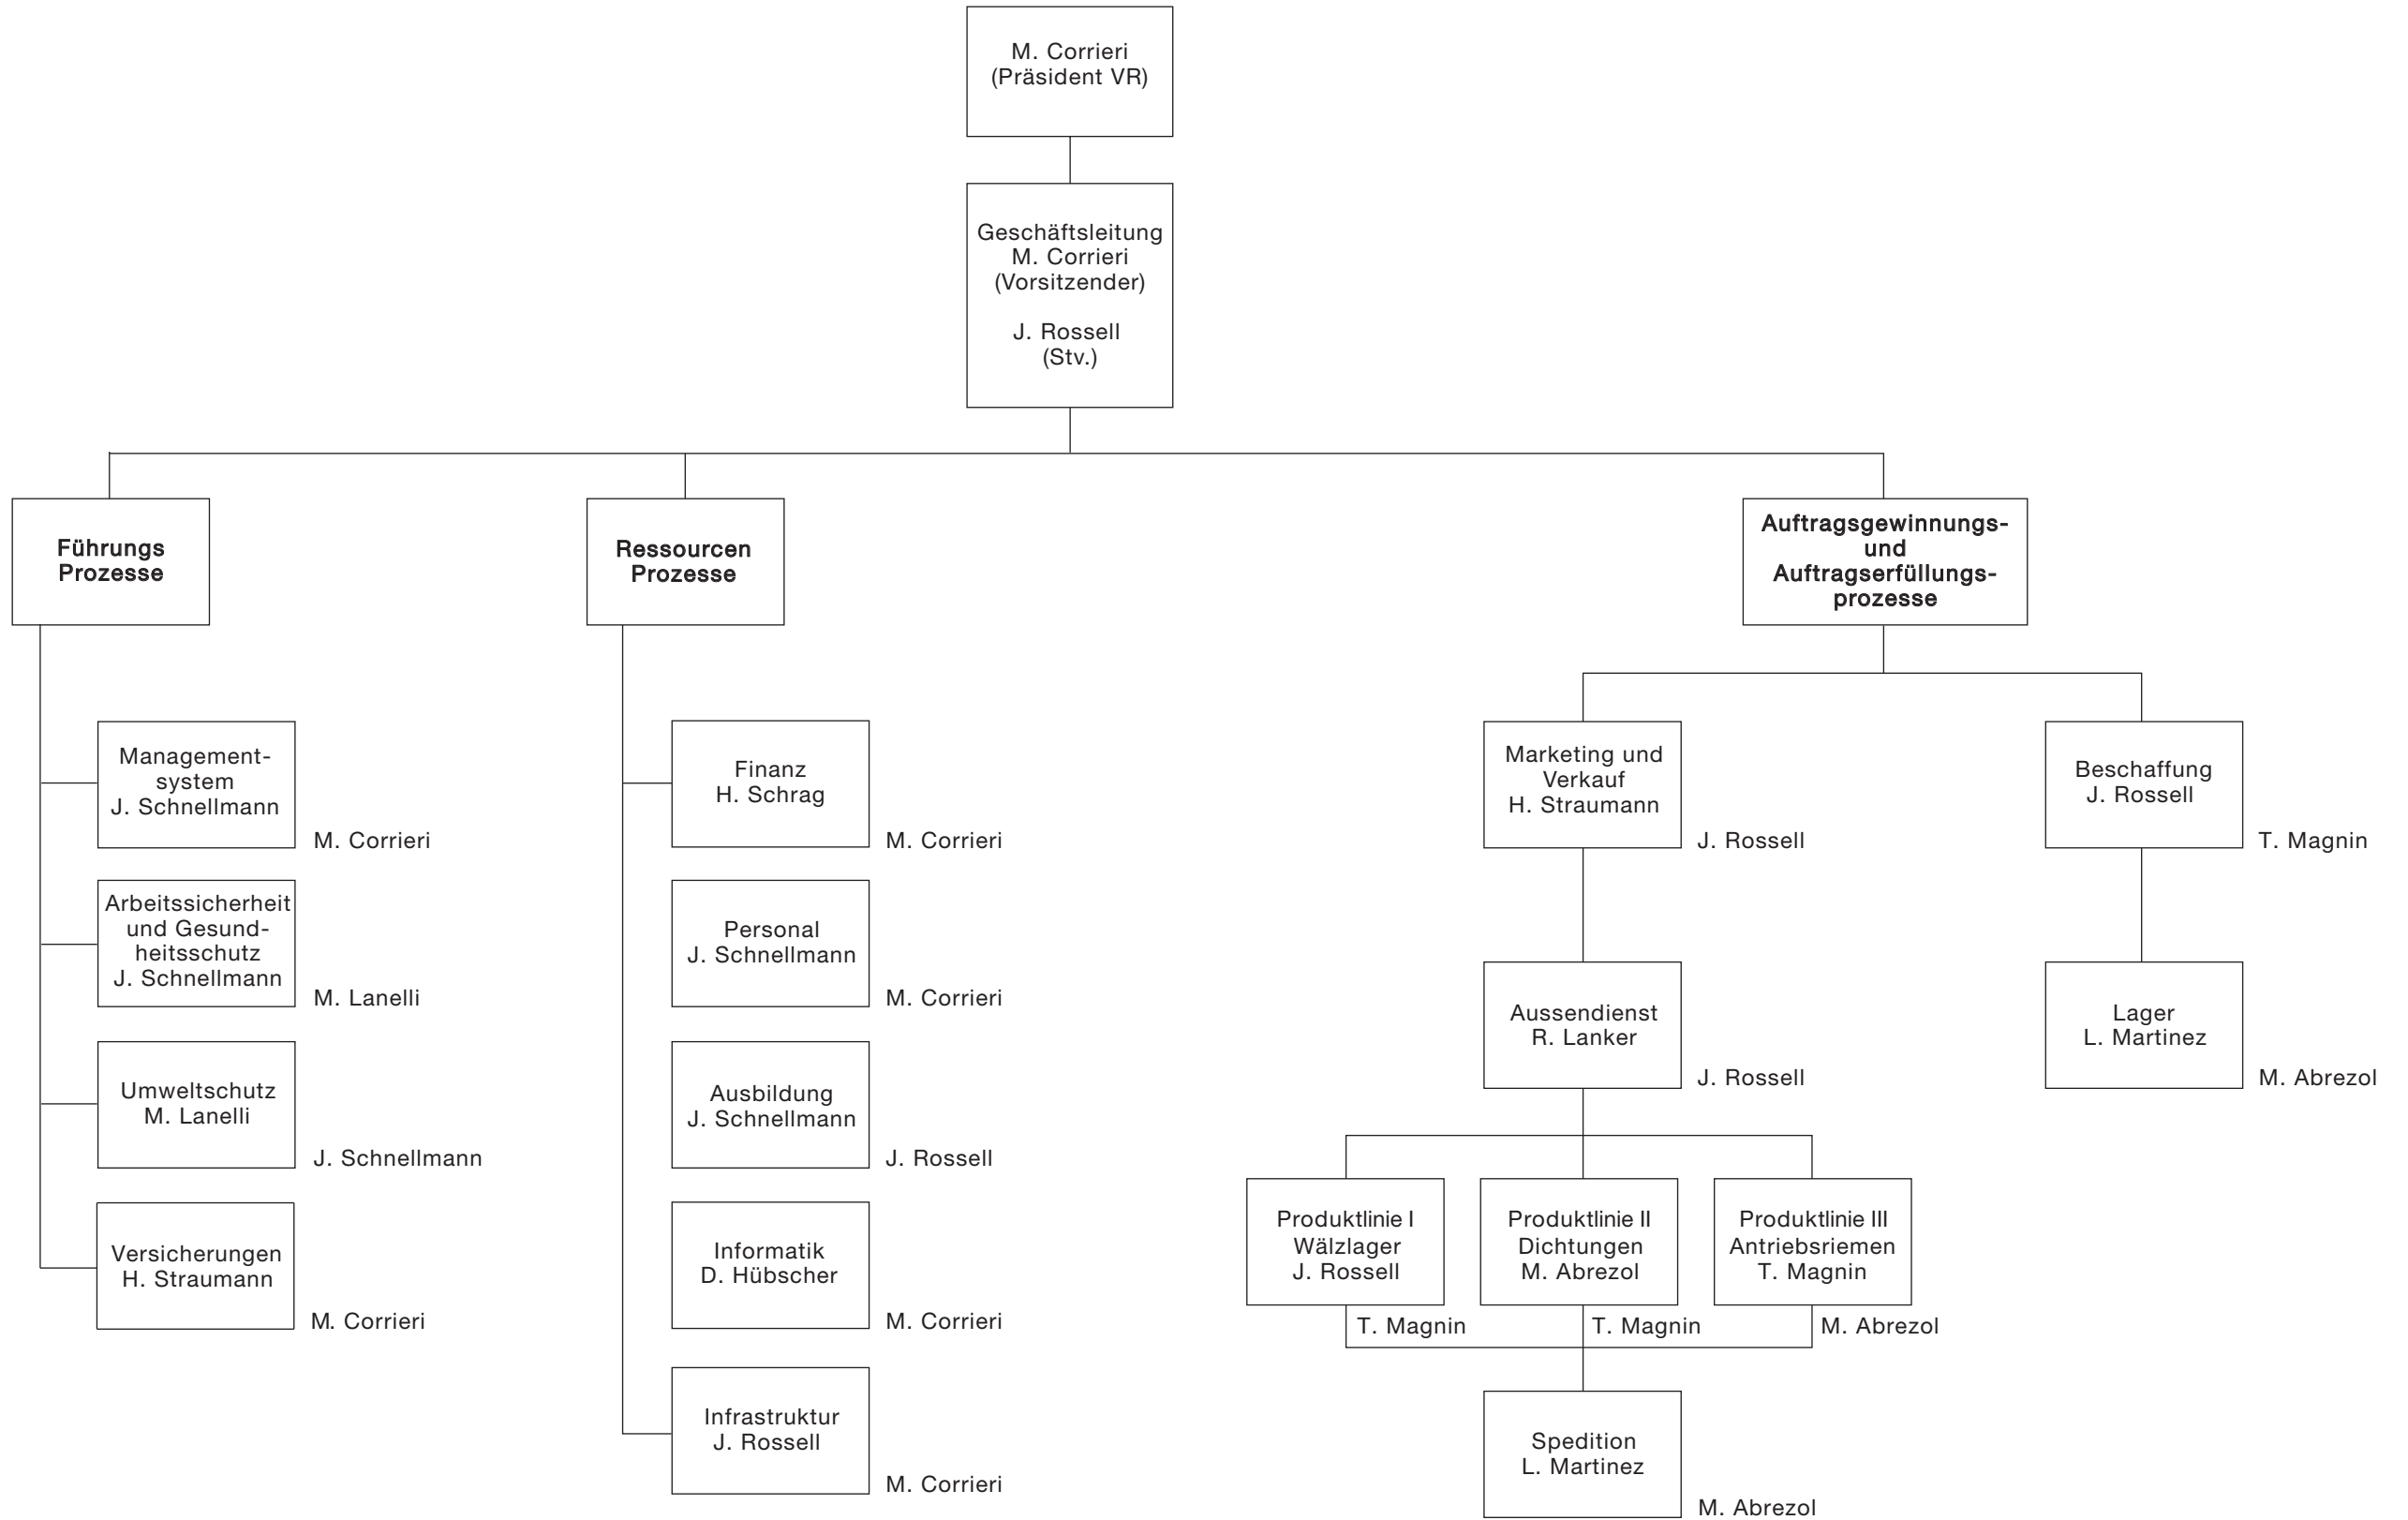 M. Corrieri
(Präsident VR)
Geschäftsleitung
M. Corrieri
(Vorsitzender)
J. Rossell
(Stv.)
Führungs
Prozesse
Ressourcen
Prozesse
Auftragsgewinnungs-
und
Auftragserfüllungs-
prozesse
Management-
system
J. Schnellmann
M. Corrieri
Arbeitssicherheit
und Gesund-
heitsschutz
J. Schnellmann
M. Lanelli
Umweltschutz
M. Lanelli
J. Schnellmann
Versicherungen
H. Straumann
M. Corrieri
Finanz
H. Schrag
M. Corrieri
Personal
J. Schnellmann
M. Corrieri
Ausbildung
J. Schnellmann
J. Rossell
Informatik
D. Hübscher
M. Corrieri
Infrastruktur
J. Rossell
M. Corrieri
Marketing und
Verkauf
H. Straumann
J. Rossell
Aussendienst
R. Lanker
J. Rossell
Produktlinie I
Wälzlager
J. Rossell
T. Magnin
Produktlinie II
Dichtungen
M. Abrezol
T. Magnin
Produktlinie III
Antriebsriemen
T. Magnin
M. Abrezol
Spedition
L. Martinez
M. Abrezol
Beschaffung
J. Rossell
T. Magnin
Lager
L. Martinez
M. Abrezol